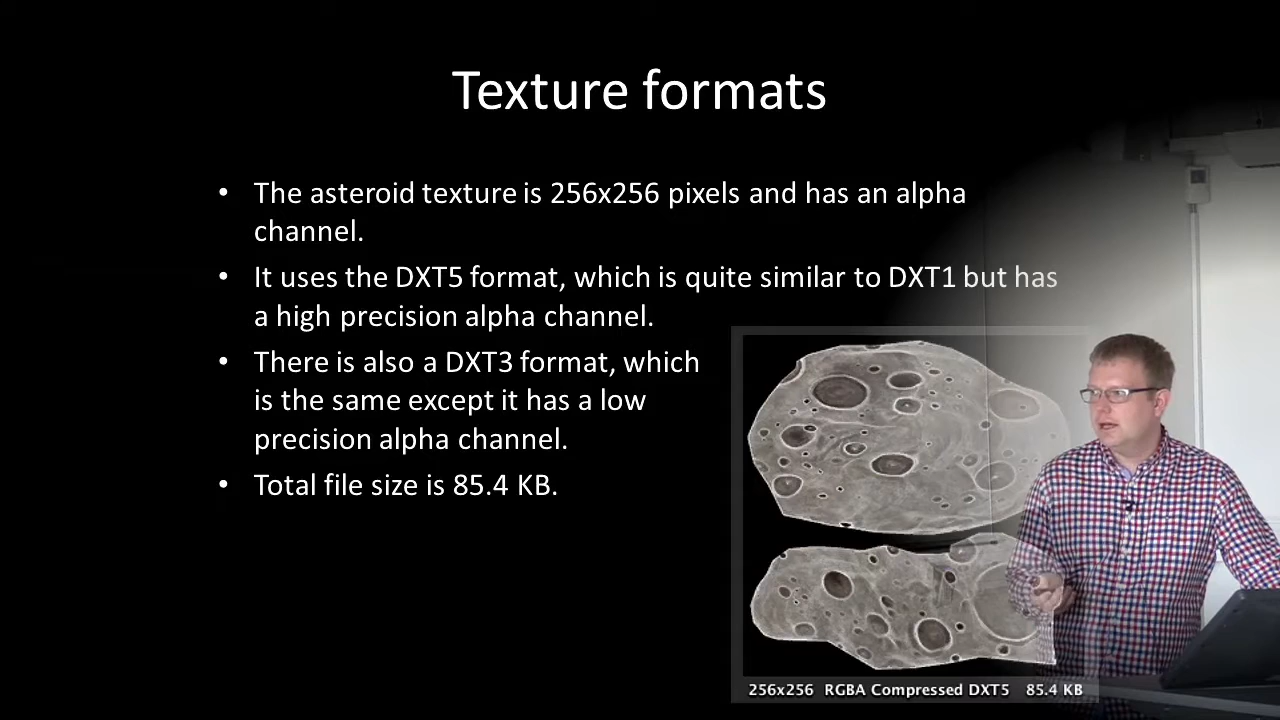 Texture formats
• The asteroid texture is 256x256 pixels and has an alpha
channel.
• It uses the DXT5 format, which is quite similar to DXT1 but has
a high precision alpha channel.
• There is also a DXT3 format, which
is the same except it has a low
precision alpha channel.
• Total file size is 85.4 KB.
256x256 RGBA Compressed DXT5 85.4 KB